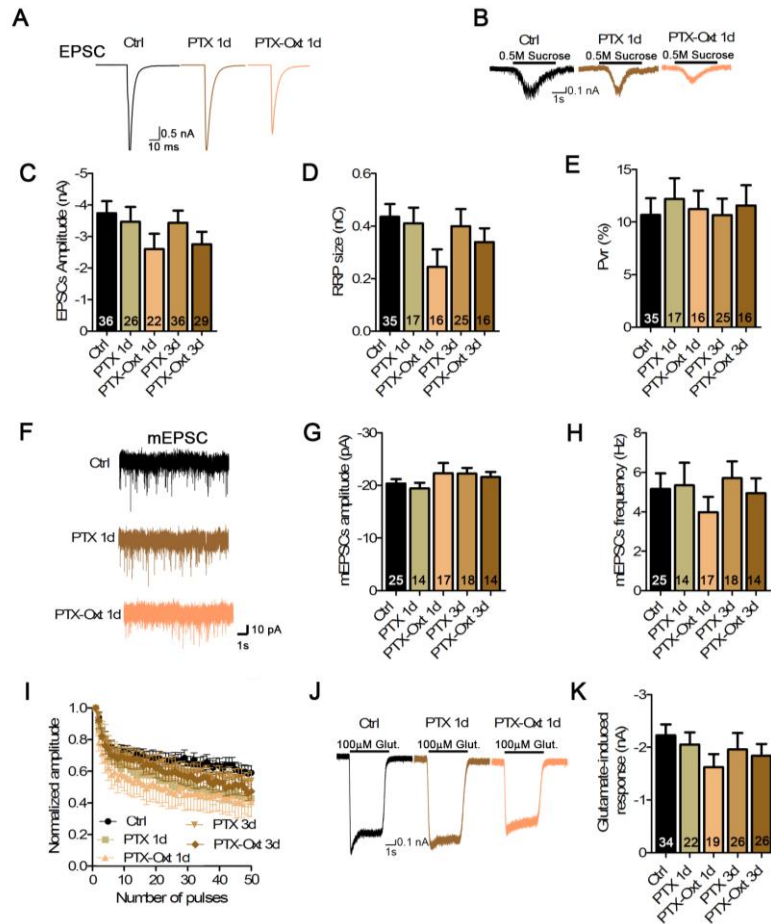 A
EPSC
Ctrl
PTX 1d
PTX-Oxt 1d
0.5 nA
10 ms
B
Ctrl
PTX 1d
PTX-Oxt 1d
0.5M Sucrose
0.5M Sucrose
0.5M Sucrose
0.1 nA
1s
C
EPSCs Amplitude (nA)
-5
-4
-3
-2
-1
0
36
26
22
36
29
Ctrl
PTX 1d
PTX-Oxt 1d
PTX 3d
PTX-Oxt 3d
D
RRP size (nC)
0.6
0.4
0.2
0.0
35
17
16
25
16
Ctrl
PTX 1d
PTX-Oxt 1d
PTX 3d
PTX-Oxt 3d
E
Pvr (%)
15
10
5
0
35
17
16
25
16
Ctrl
PTX 1d
PTX-Oxt 1d
PTX 3d
PTX-Oxt 3d
F
mEPSC
Ctrl
PTX 1d
PTX-Oxt 1d
10 pA
1s
G
mEPSCs amplitude (pA)
-30
-20
-10
0
25
14
17
18
14
Ctrl
PTX 1d
PTX-Oxt 1d
PTX 3d
PTX-Oxt 3d
H
mEPSCs frequency (Hz)
8
6
4
2
0
25
14
17
18
14
Ctrl
PTX 1d
PTX-Oxt 1d
PTX 3d
PTX-Oxt 3d
I
Normalized amplitude
1.0
0.8
0.6
0.4
0.2
0.0
Ctrl
PTX 1d
PTX-Oxt 1d
PTX 3d
PTX-Oxt 3d
0
10
20
30
40
50
Number of pulses
J
Ctrl
PTX 1d
PTX-Oxt 1d
100µM Glut.
100µM Glut.
100µM Glut.
0.1 nA
1s
K
Glutamate-induced
response (nA)
-3
-2
-1
0
34
22
19
26
26
Ctrl
PTX 1d
PTX-Oxt 1d
PTX 3d
PTX-Oxt 3d